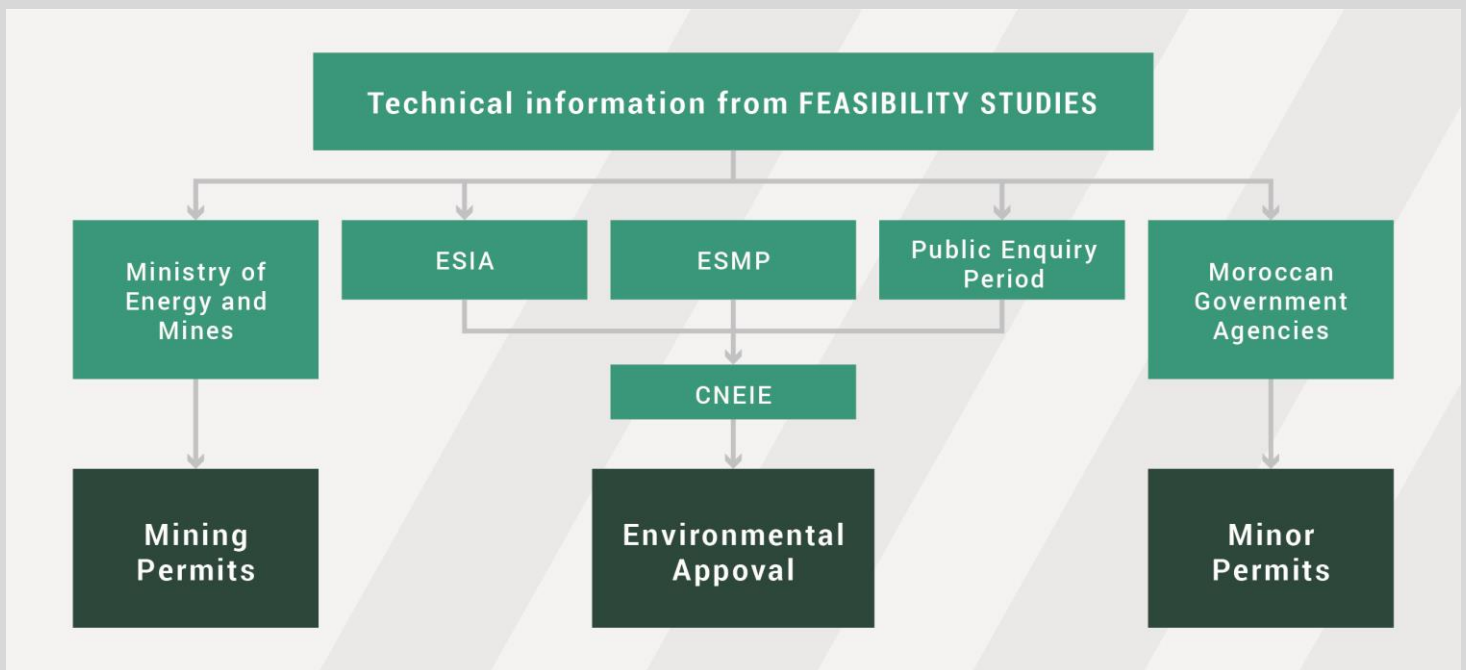 Technical information from FEASIBILITY STUDIES
Ministry of
Energy and
Mines
ESIA
ESMP
Public Enquiry
Period
Moroccan
Government
Agencies
CNEIE
Mining
Permits
Environmental
Appoval
Minor
Permits